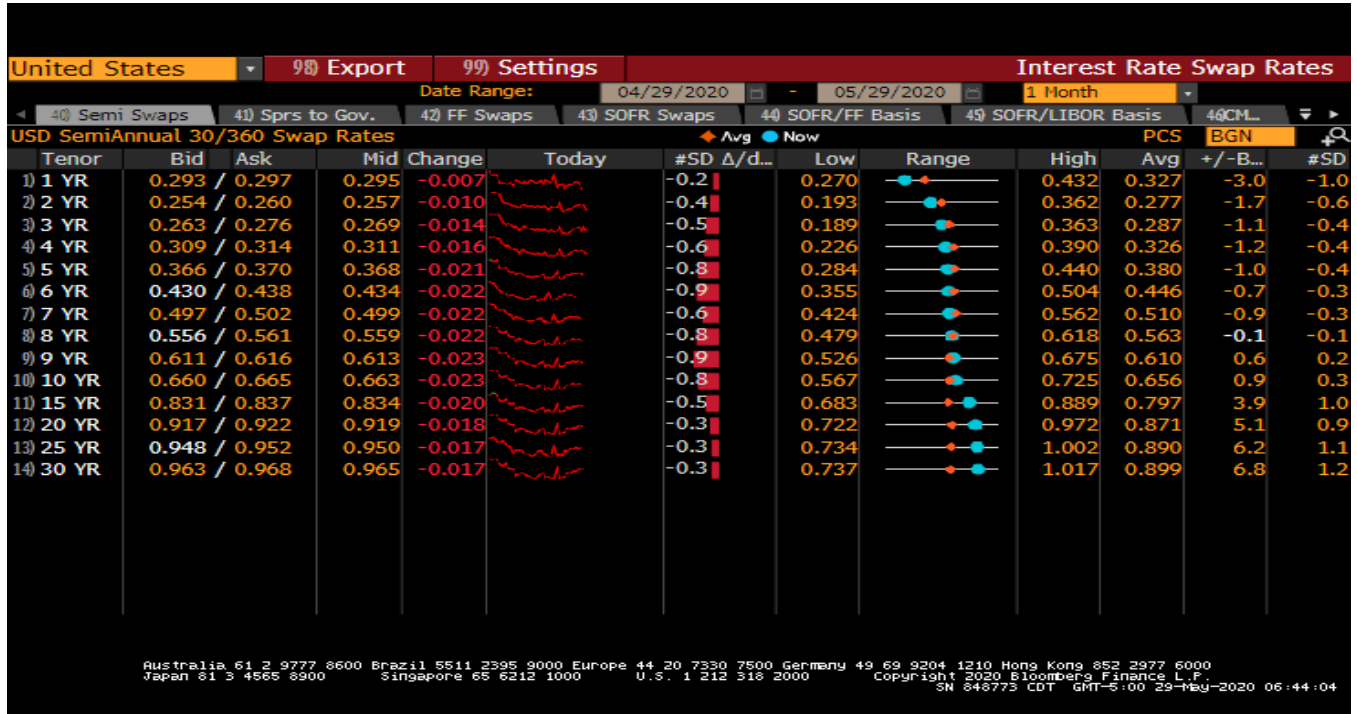 United States 98) Export 99) Settings Interest Rate Swap Rates
Date Range: 04/29/2020 - 05/29/2020 1 Month
40) Semi Swaps 41) Sprs to Gov. 42) FF Swaps 43) SOFR Swaps 44) SOFR/FF Basis 45) SOFR/LIBOR Basis 46)CM...
USD SemiAnnual 30/360 Swap Rates Avg Now PCS BGN
Tenor Bid Ask Mid Change Today #SD Δ/d... Low Range High Avg +/-B... #SD
1) 1 YR 0.293 / 0.297 0.295 -0.007 -0.2 0.270 0.432 0.327 -3.0 -1.0
2) 2 YR 0.254 / 0.260 0.257 -0.010 -0.4 0.193 0.362 0.277 -1.7 -0.6
3) 3 YR 0.263 / 0.276 0.269 -0.014 -0.5 0.189 0.363 0.287 -1.1 -0.4
4) 4 YR 0.309 / 0.314 0.311 -0.016 -0.6 0.226 0.390 0.326 -1.2 -0.4
5) 5 YR 0.366 / 0.370 0.368 -0.021 -0.8 0.284 0.440 0.380 -1.0 -0.4
6) 6 YR 0.430 / 0.438 0.434 -0.022 -0.9 0.355 0.504 0.446 -0.7 -0.3
7) 7 YR 0.497 / 0.502 0.499 -0.022 -0.6 0.424 0.562 0.510 -0.9 -0.3
8) 8 YR 0.556 / 0.561 0.559 -0.022 -0.8 0.479 0.618 0.563 -0.1 -0.1
9) 9 YR 0.611 / 0.616 0.613 -0.023 -0.9 0.526 0.675 0.610 0.6 0.2
10) 10 YR 0.660 / 0.665 0.663 -0.023 -0.8 0.567 0.725 0.656 0.9 0.3
11) 15 YR 0.831 / 0.837 0.834 -0.020 -0.5 0.683 0.889 0.797 3.9 1.0
12) 20 YR 0.917 / 0.922 0.919 -0.018 -0.3 0.722 0.972 0.871 5.1 0.9
13) 25 YR 0.948 / 0.952 0.950 -0.017 -0.3 0.734 1.002 0.890 6.2 1.1
14) 30 YR 0.963 / 0.968 0.965 -0.017 -0.3 0.737 1.017 0.899 6.8 1.2
Australia 61 2 9777 8600 Brazil 5511 2395 9000 Europe 44 20 7330 7500 Germany 49 69 9204 1210 Hong Kong 852 2977 6000
Japan 81 3 4565 8900 Singapore 65 6212 1000 U.S. 1 212 318 2000 Copyright 2020 Bloomberg Finance L.P.
SN 848773 CDT GMT-5:00 29-May-2020 06:44:04